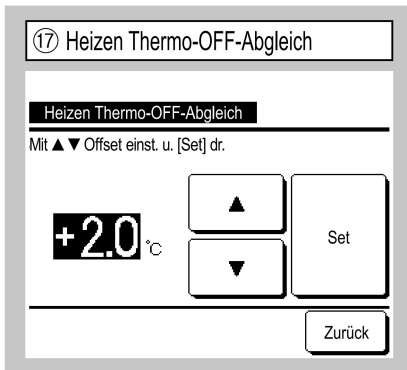 ⑰ Heizen Thermo-OFF-Abgleich
Heizen Thermo-OFF-Abgleich
Mit ▲▼ Offset einst. u. [Set] dr.
▲
+2.0 °C
Set
▼
Zurück